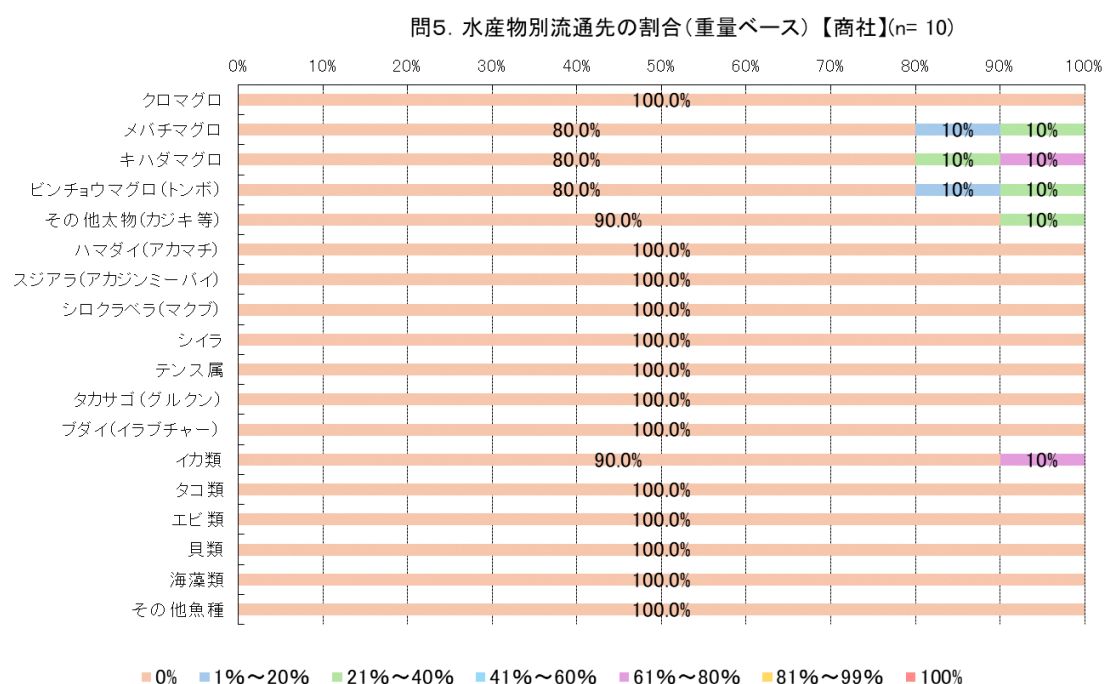 問5. 水産物別流通先の割合(重量ベース)【商社】(n= 10)
0% 10% 20% 30% 40% 50% 60% 70% 80% 90% 100%
クロマグロ 100.0%
メバチマグロ 80.0% 10% 10%
キハダマグロ 80.0% 10% 10%
ビンチョウマグロ(トンボ) 80.0% 10% 10%
その他太物(カジキ等) 90.0% 10%
ハマダイ(アカマチ) 100.0%
スジアラ(アカジンミーバイ) 100.0%
シロクラベラ(マクブ) 100.0%
シイラ 100.0%
テンス属 100.0%
タカサゴ(グルクン) 100.0%
ブダイ(イラブチャー) 100.0%
イカ類 90.0% 10%
タコ類 100.0%
エビ類 100.0%
貝類 100.0%
海藻類 100.0%
その他魚種 100.0%
0% 1%～20% 21%～40% 41%～60% 61%～80% 81%～99% 100%